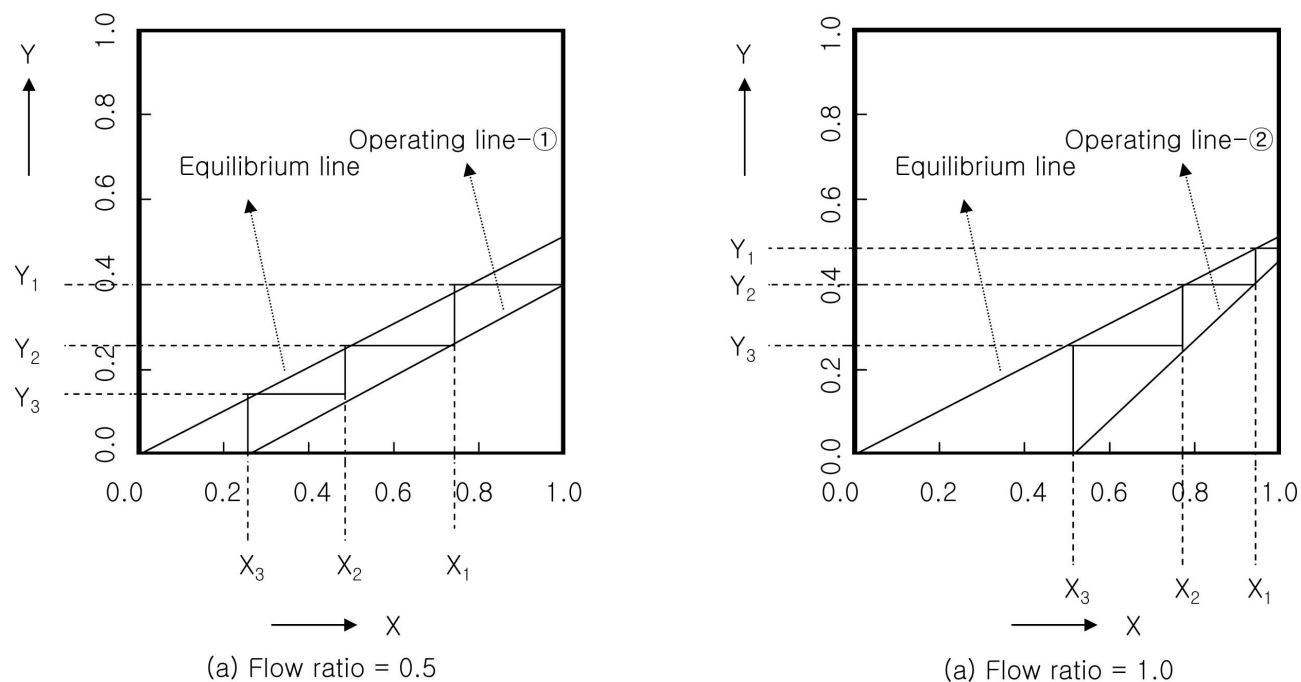 Y
1.0
0.8
0.6
0.4
0.2
0.0
Operating line-①
Equilibrium line
Y₁
Y₂
Y₃
0.0 0.2 0.4 0.6 0.8 1.0
X₃ X₂ X₁
X
(a) Flow ratio = 0.5
Y
1.0
0.8
0.6
0.4
0.2
0.0
Operating line-②
Equilibrium line
Y₁
Y₂
Y₃
0.0 0.2 0.4 0.6 0.8 1.0
X₃ X₂ X₁
X
(a) Flow ratio = 1.0